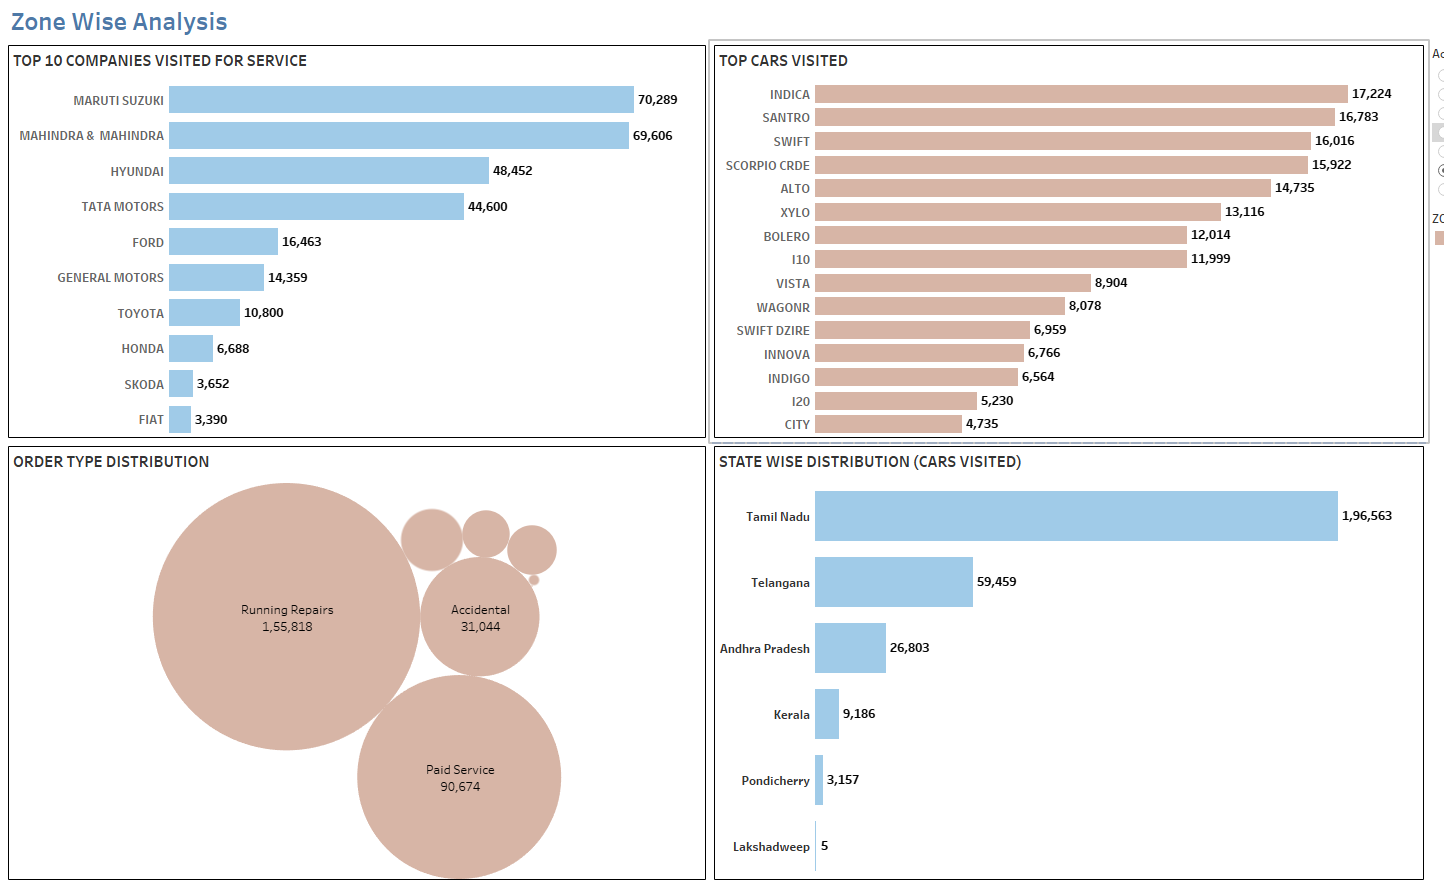 Zone Wise Analysis
TOP 10 COMPANIES VISITED FOR SERVICE
MARUTI SUZUKI 70,289
MAHINDRA & MAHINDRA 69,606
HYUNDAI 48,452
TATA MOTORS 44,600
FORD 16,463
GENERAL MOTORS 14,359
TOYOTA 10,800
HONDA 6,688
SKODA 3,652
FIAT 3,390
TOP CARS VISITED
INDICA 17,224
SANTRO 16,783
SWIFT 16,016
SCORPIO CRDE 15,922
ALTO 14,735
XYLO 13,116
BOLERO 12,014
I10 11,999
VISTA 8,904
WAGONR 8,078
SWIFT DZIRE 6,959
INNOVA 6,766
INDIGO 6,564
I20 5,230
CITY 4,735
Ac
ZO
ORDER TYPE DISTRIBUTION
Running Repairs
1,55,818
Accidental
31,044
Paid Service
90,674
STATE WISE DISTRIBUTION (CARS VISITED)
Tamil Nadu 1,96,563
Telangana 59,459
Andhra Pradesh 26,803
Kerala 9,186
Pondicherry 3,157
Lakshadweep 5